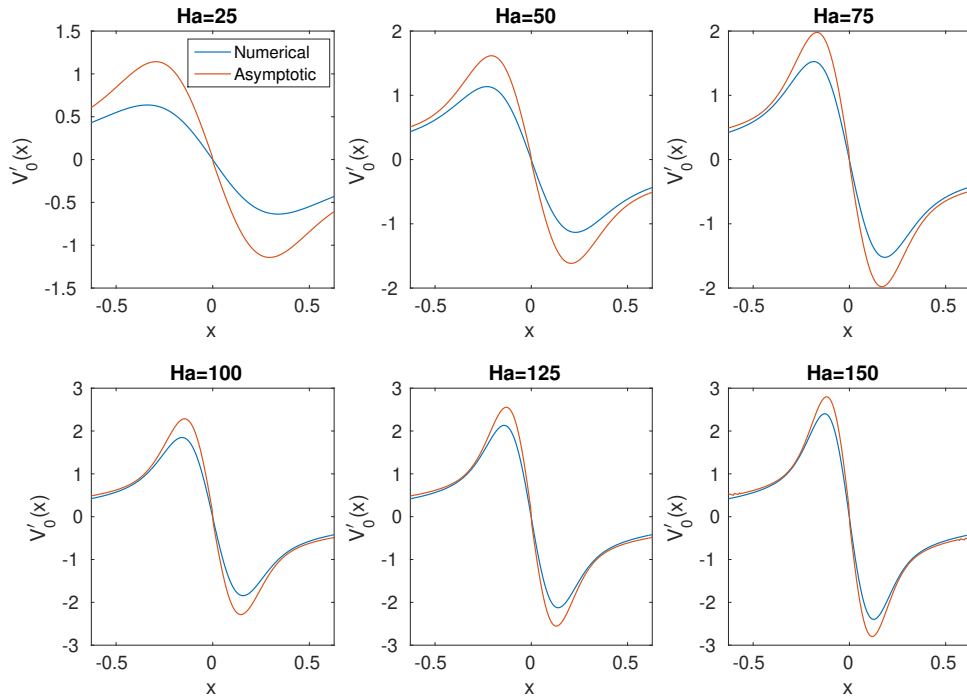 Ha=25
Ha=50
Ha=75
Numerical
Asymptotic
1.5
1
0.5
0
-0.5
-1
-1.5
V′₀(x)
-0.5
0
0.5
x
2
1
0
-1
-2
V′₀(x)
-0.5
0
0.5
x
2
1
0
-1
-2
V′₀(x)
-0.5
0
0.5
x
Ha=100
Ha=125
Ha=150
3
2
1
0
-1
-2
-3
V′₀(x)
-0.5
0
0.5
x
3
2
1
0
-1
-2
-3
V′₀(x)
-0.5
0
0.5
x
3
2
1
0
-1
-2
-3
V′₀(x)
-0.5
0
0.5
x